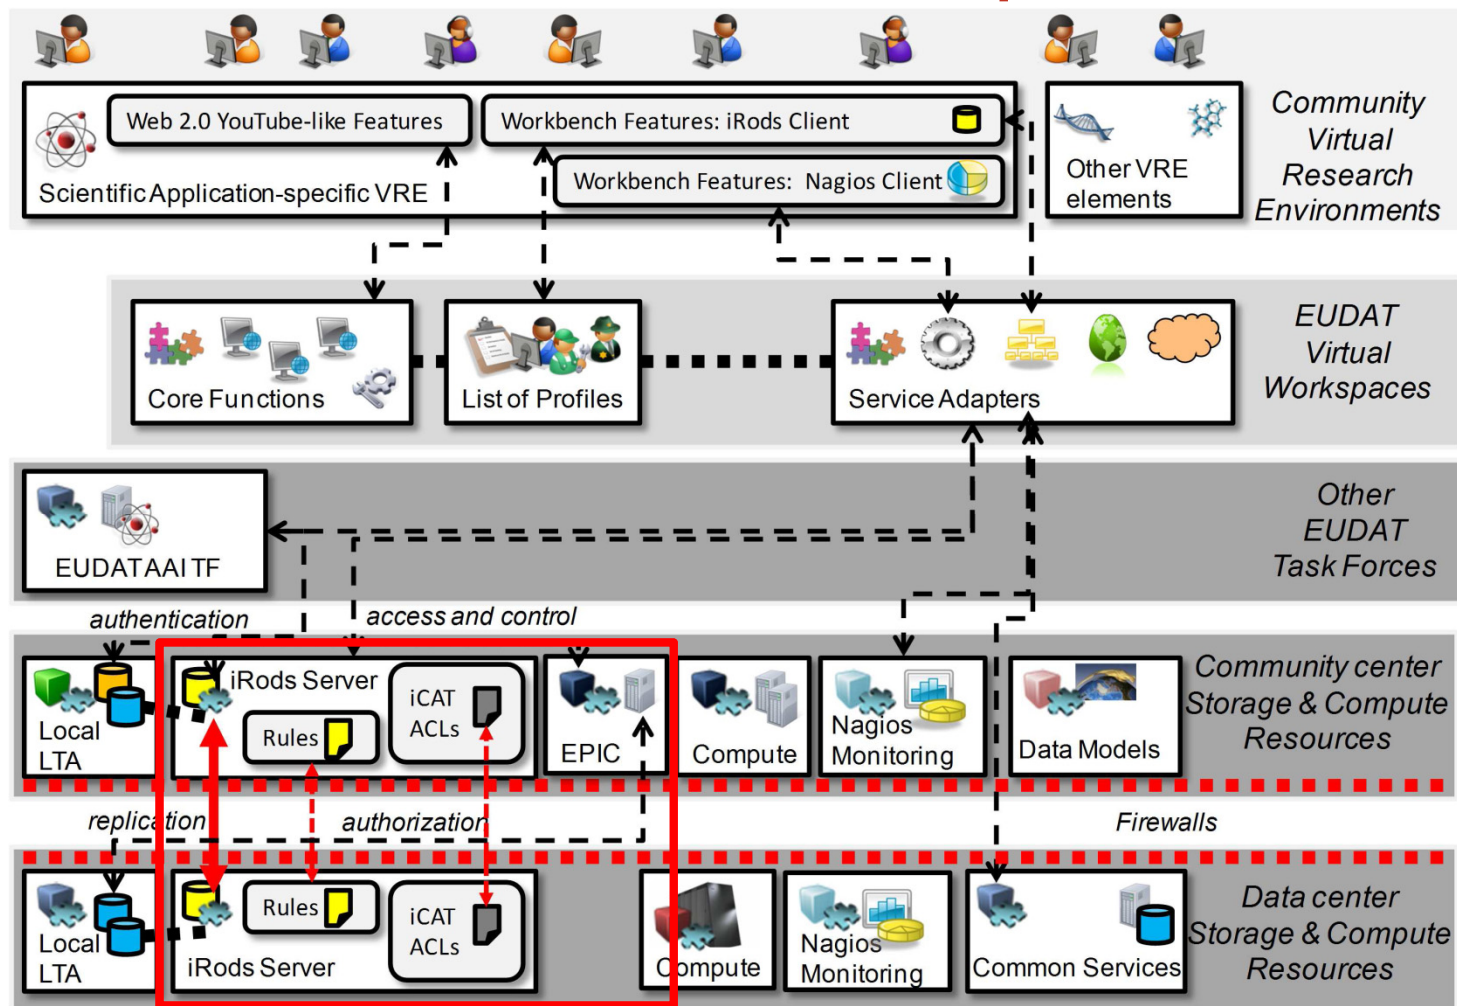 Web 2.0 YouTube-like Features
Workbench Features: iRods Client
Workbench Features:  Nagios Client
Scientific Application-specific VRE
Other VRE
elements
Community
Virtual
Research
Environments
Core Functions
List of Profiles
Service Adapters
EUDAT
Virtual
Workspaces
EUDAT AAI TF
Other
EUDAT
Task Forces
authentication
access and control
Local
LTA
iRods Server
Rules
iCAT
ACLs
EPIC
Compute
Nagios
Monitoring
Data Models
Community center
Storage & Compute
Resources
replication
authorization
Firewalls
Local
LTA
iRods Server
Rules
iCAT
ACLs
Compute
Nagios
Monitoring
Common Services
Data center
Storage & Compute
Resources